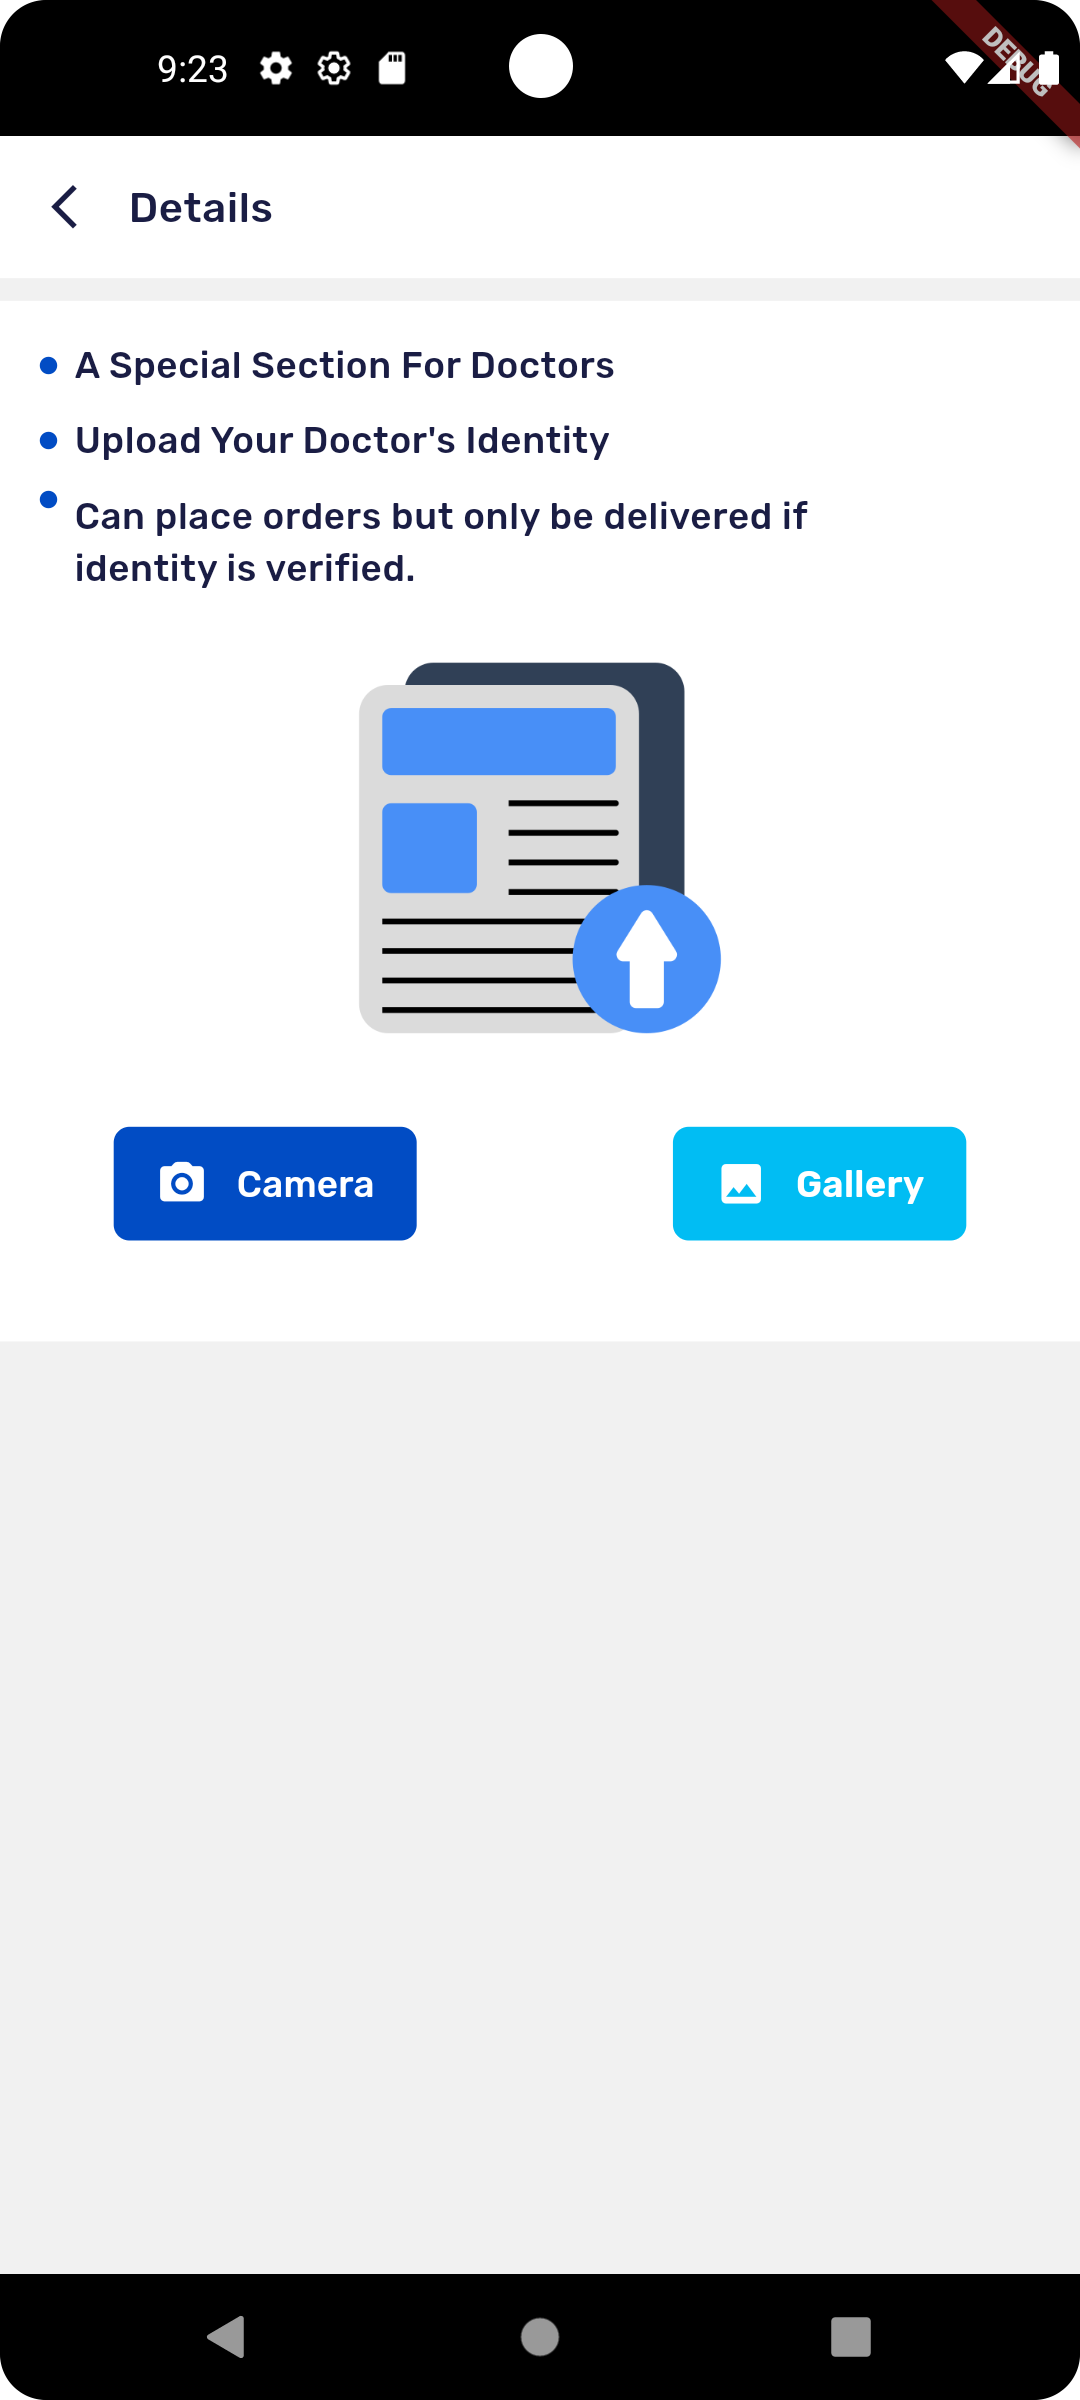 9:23
DEBUG
Details
A Special Section For Doctors
Upload Your Doctor's Identity
Can place orders but only be delivered if
identity is verified.
Camera
Gallery